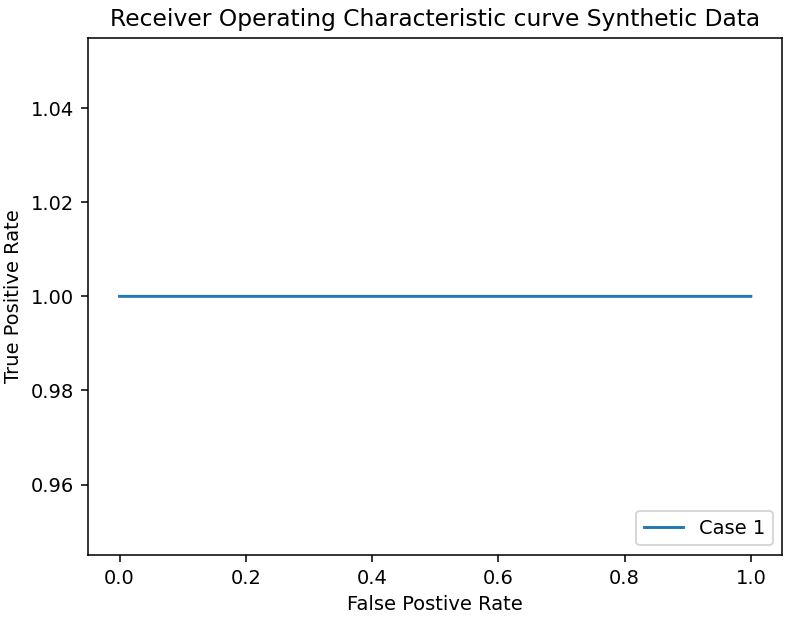 Receiver Operating Characteristic curve Synthetic Data
1.04
1.02
1.00
0.98
0.96
True Positive Rate
Case 1
0.0 0.2 0.4 0.6 0.8 1.0
False Postive Rate